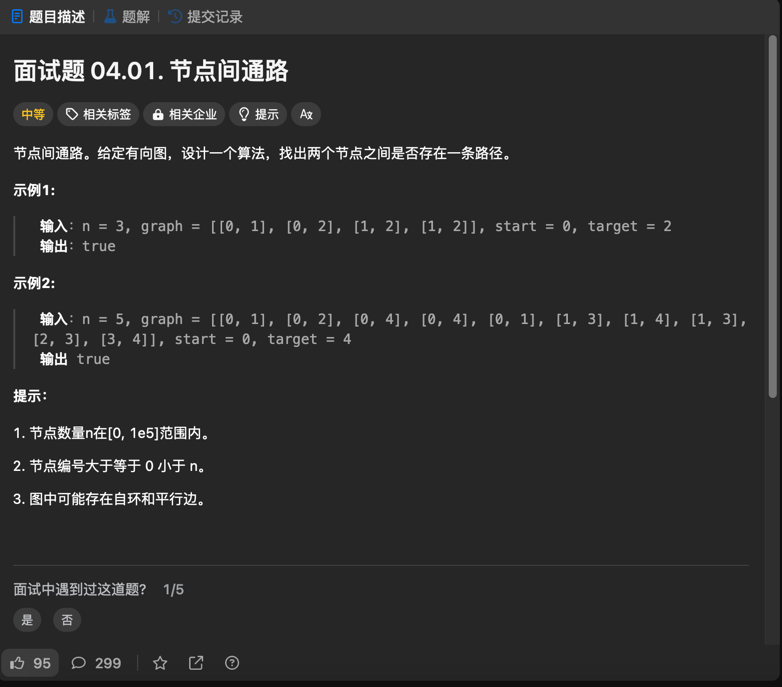 题目描述 题解 提交记录
面试题 04.01. 节点间通路
中等 相关标签 相关企业 提示 Aあ
节点间通路。给定有向图，设计一个算法，找出两个节点之间是否存在一条路径。
示例1:
输入：n = 3, graph = [[0, 1], [0, 2], [1, 2], [1, 2]], start = 0, target = 2
输出：true
示例2:
输入：n = 5, graph = [[0, 1], [0, 2], [0, 4], [0, 4], [0, 1], [1, 3], [1, 4], [1, 3],
[2, 3], [3, 4]], start = 0, target = 4
输出 true
提示：
1. 节点数量n在[0, 1e5]范围内。
2. 节点编号大于等于 0 小于 n。
3. 图中可能存在自环和平行边。
面试中遇到过这道题? 1/5
是 否
95 299